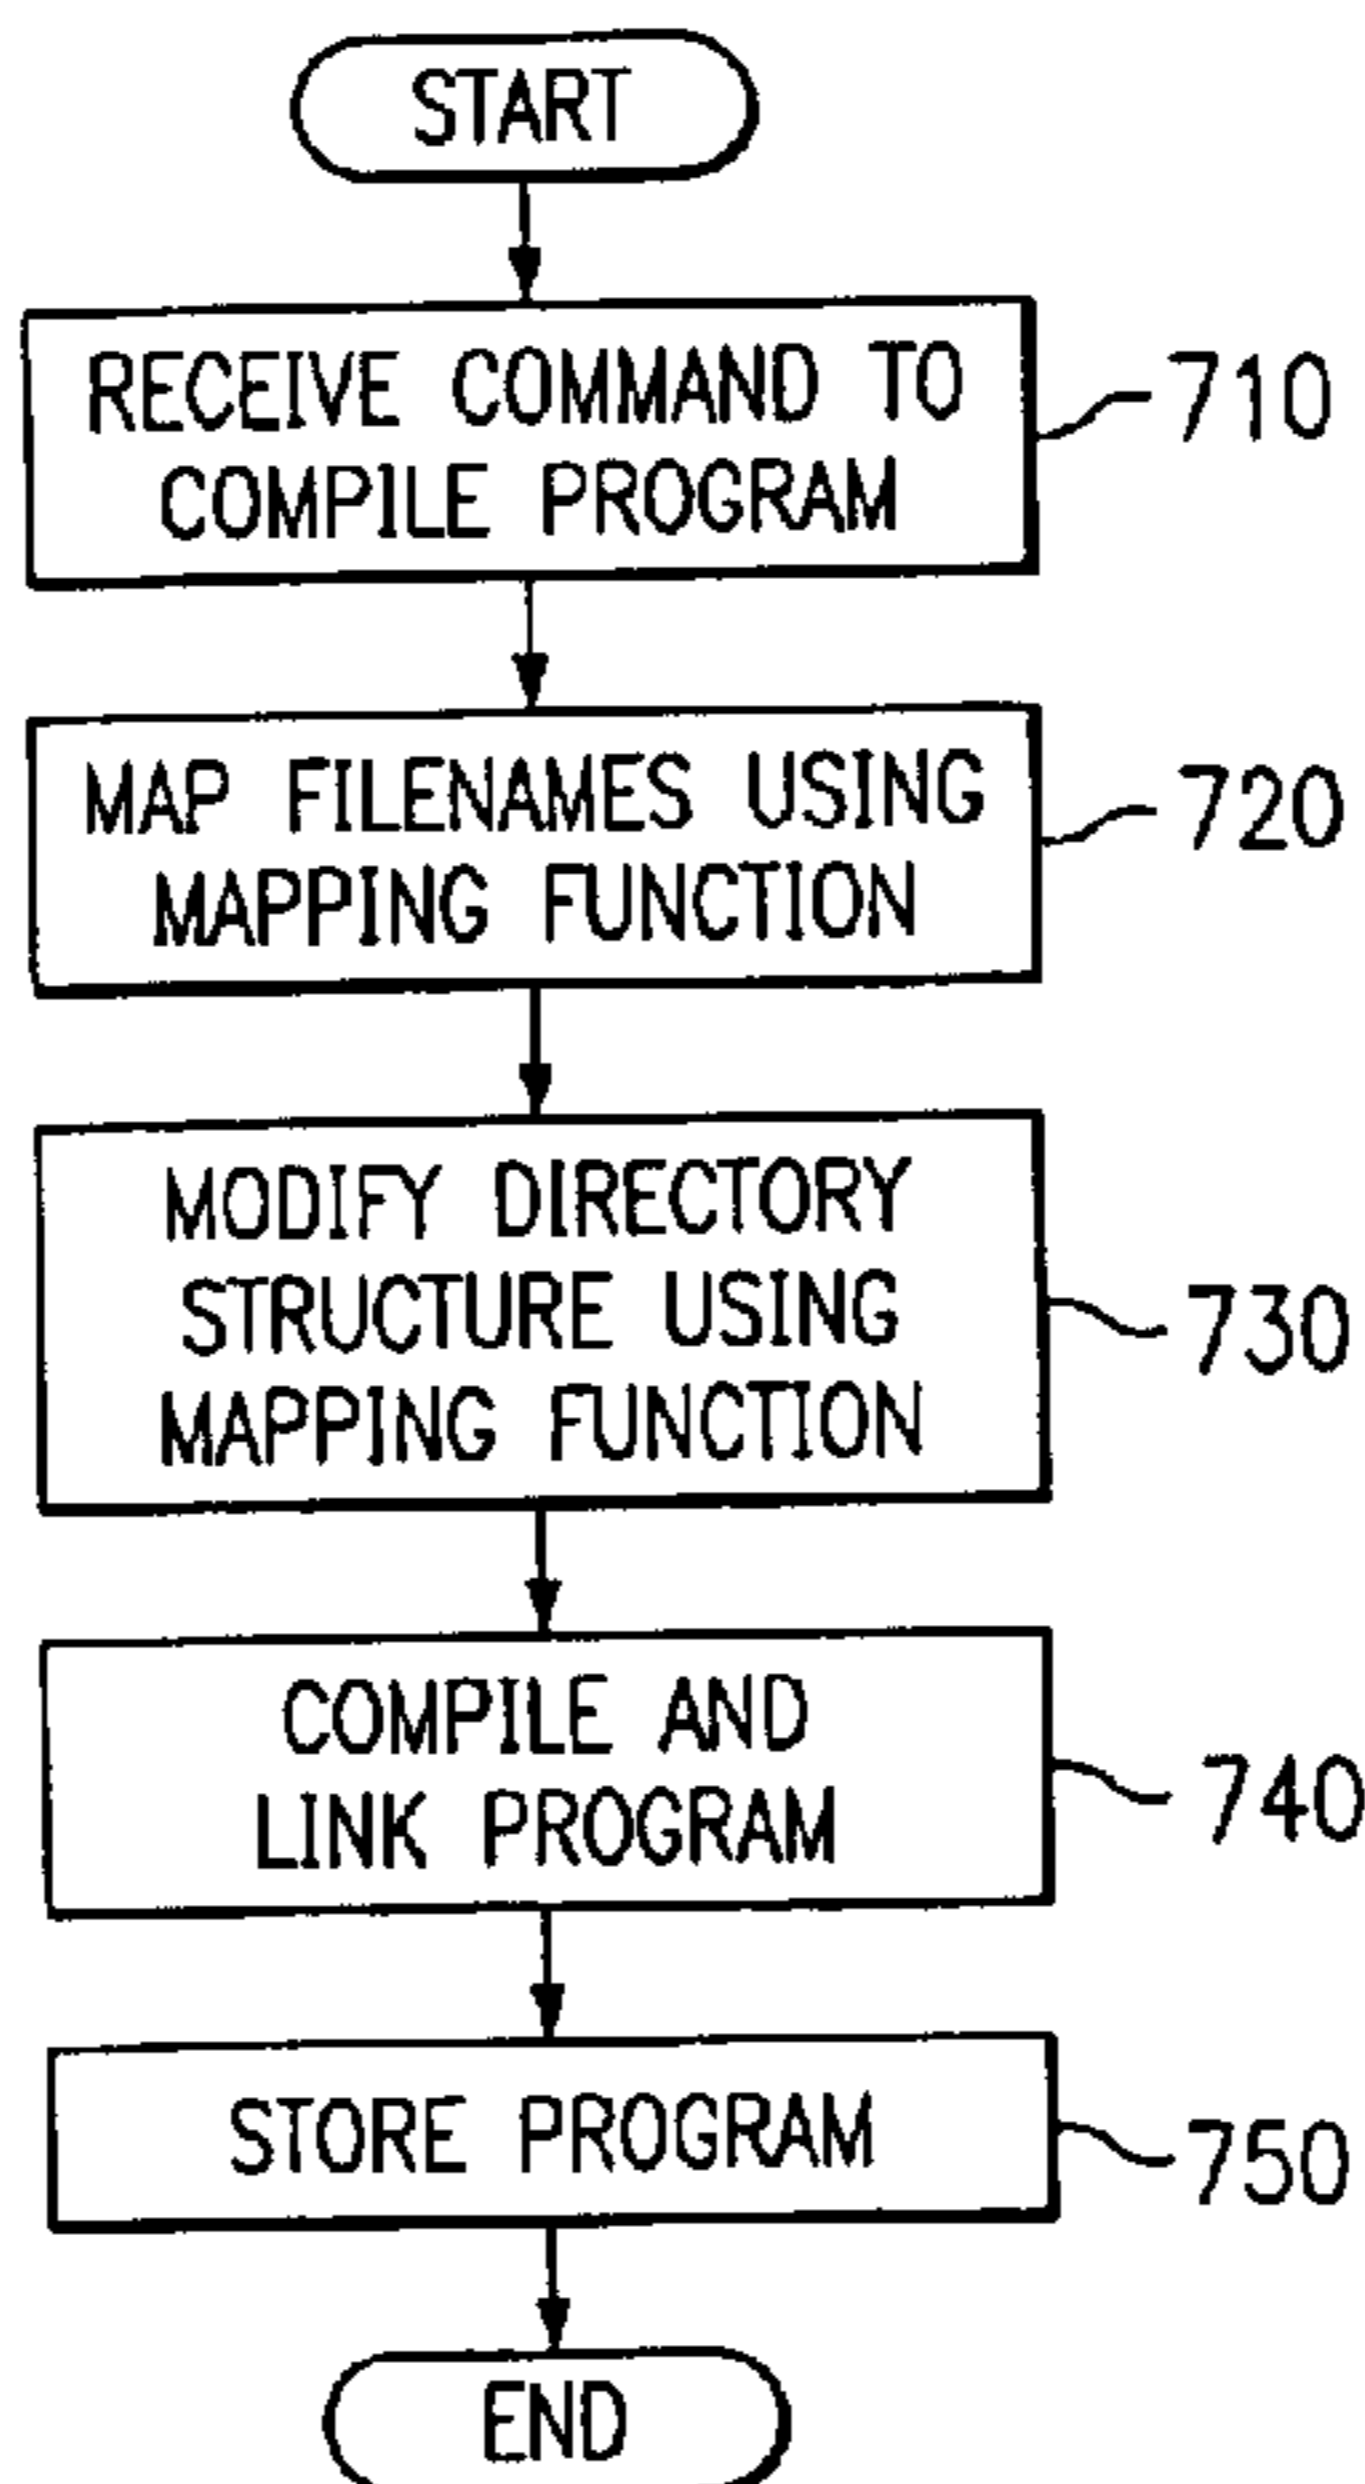 START
RECEIVE COMMAND TO
COMPILE PROGRAM
710
MAP FILENAMES USING
MAPPING FUNCTION
720
MODIFY DIRECTORY
STRUCTURE USING
MAPPING FUNCTION
730
COMPILE AND
LINK PROGRAM
740
STORE PROGRAM
750
END